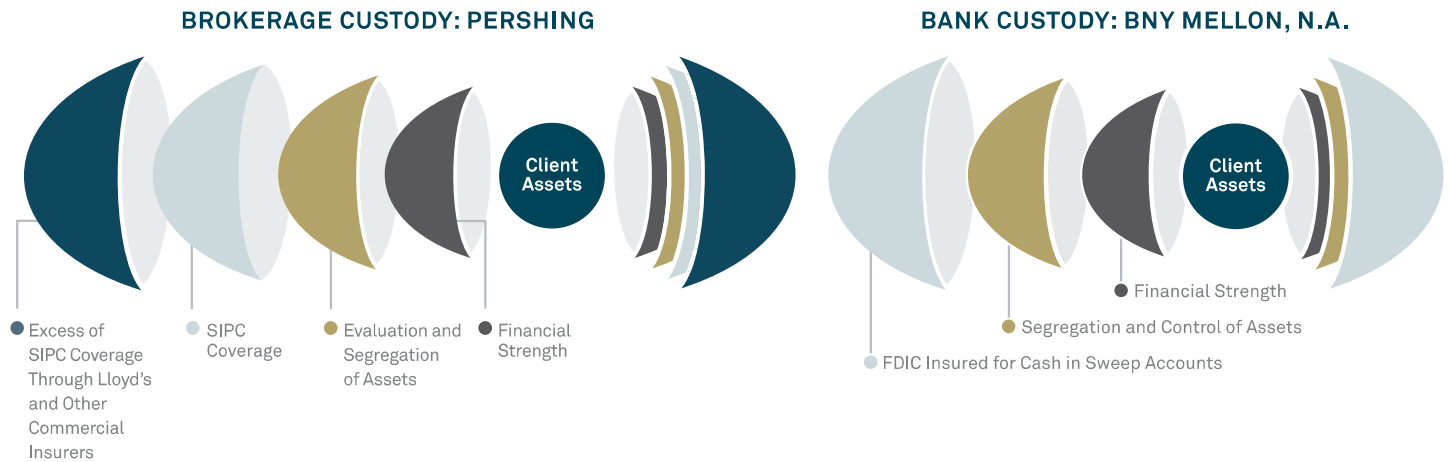 BROKERAGE CUSTODY: PERSHING
Client
Assets
Excess of
SIPC Coverage
Through Lloyd's
and Other
Commercial
Insurers
SIPC
Coverage
Evaluation and
Segregation
of Assets
Financial
Strength
BANK CUSTODY: BNY MELLON, N.A.
Client
Assets
Financial Strength
Segregation and Control of Assets
FDIC Insured for Cash in Sweep Accounts